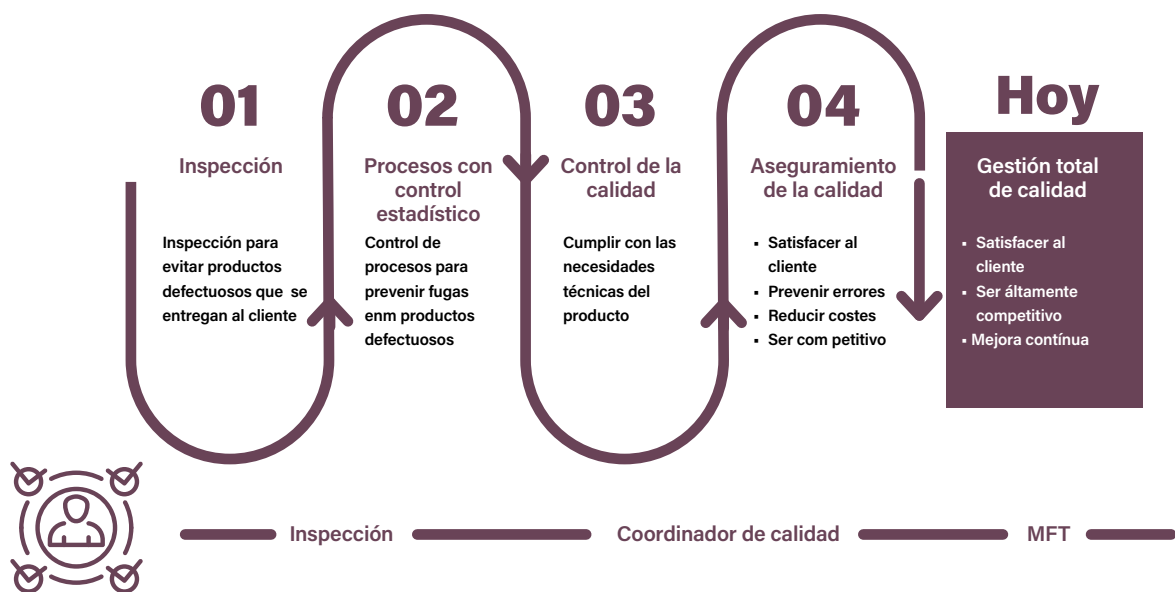 01
Inspección
Inspección para
evitar productos
defectuosos que se
entregan al cliente
02
Procesos con
control
estadístico
Control de
procesos para
prevenir fugas
enm productos
defectuosos
03
Control de la
calidad
Cumplir con las
necesidades
técnicas del
producto
04
Aseguramiento
de la calidad
▪ Satisfacer al
cliente
▪ Prevenir errores
▪ Reducir costes
▪ Ser com petitivo
Hoy
Gestión total
de calidad
▪ Satisfacer al
cliente
▪ Ser áltamente
competitivo
▪ Mejora contínua
Inspección
Coordinador de calidad
MFT